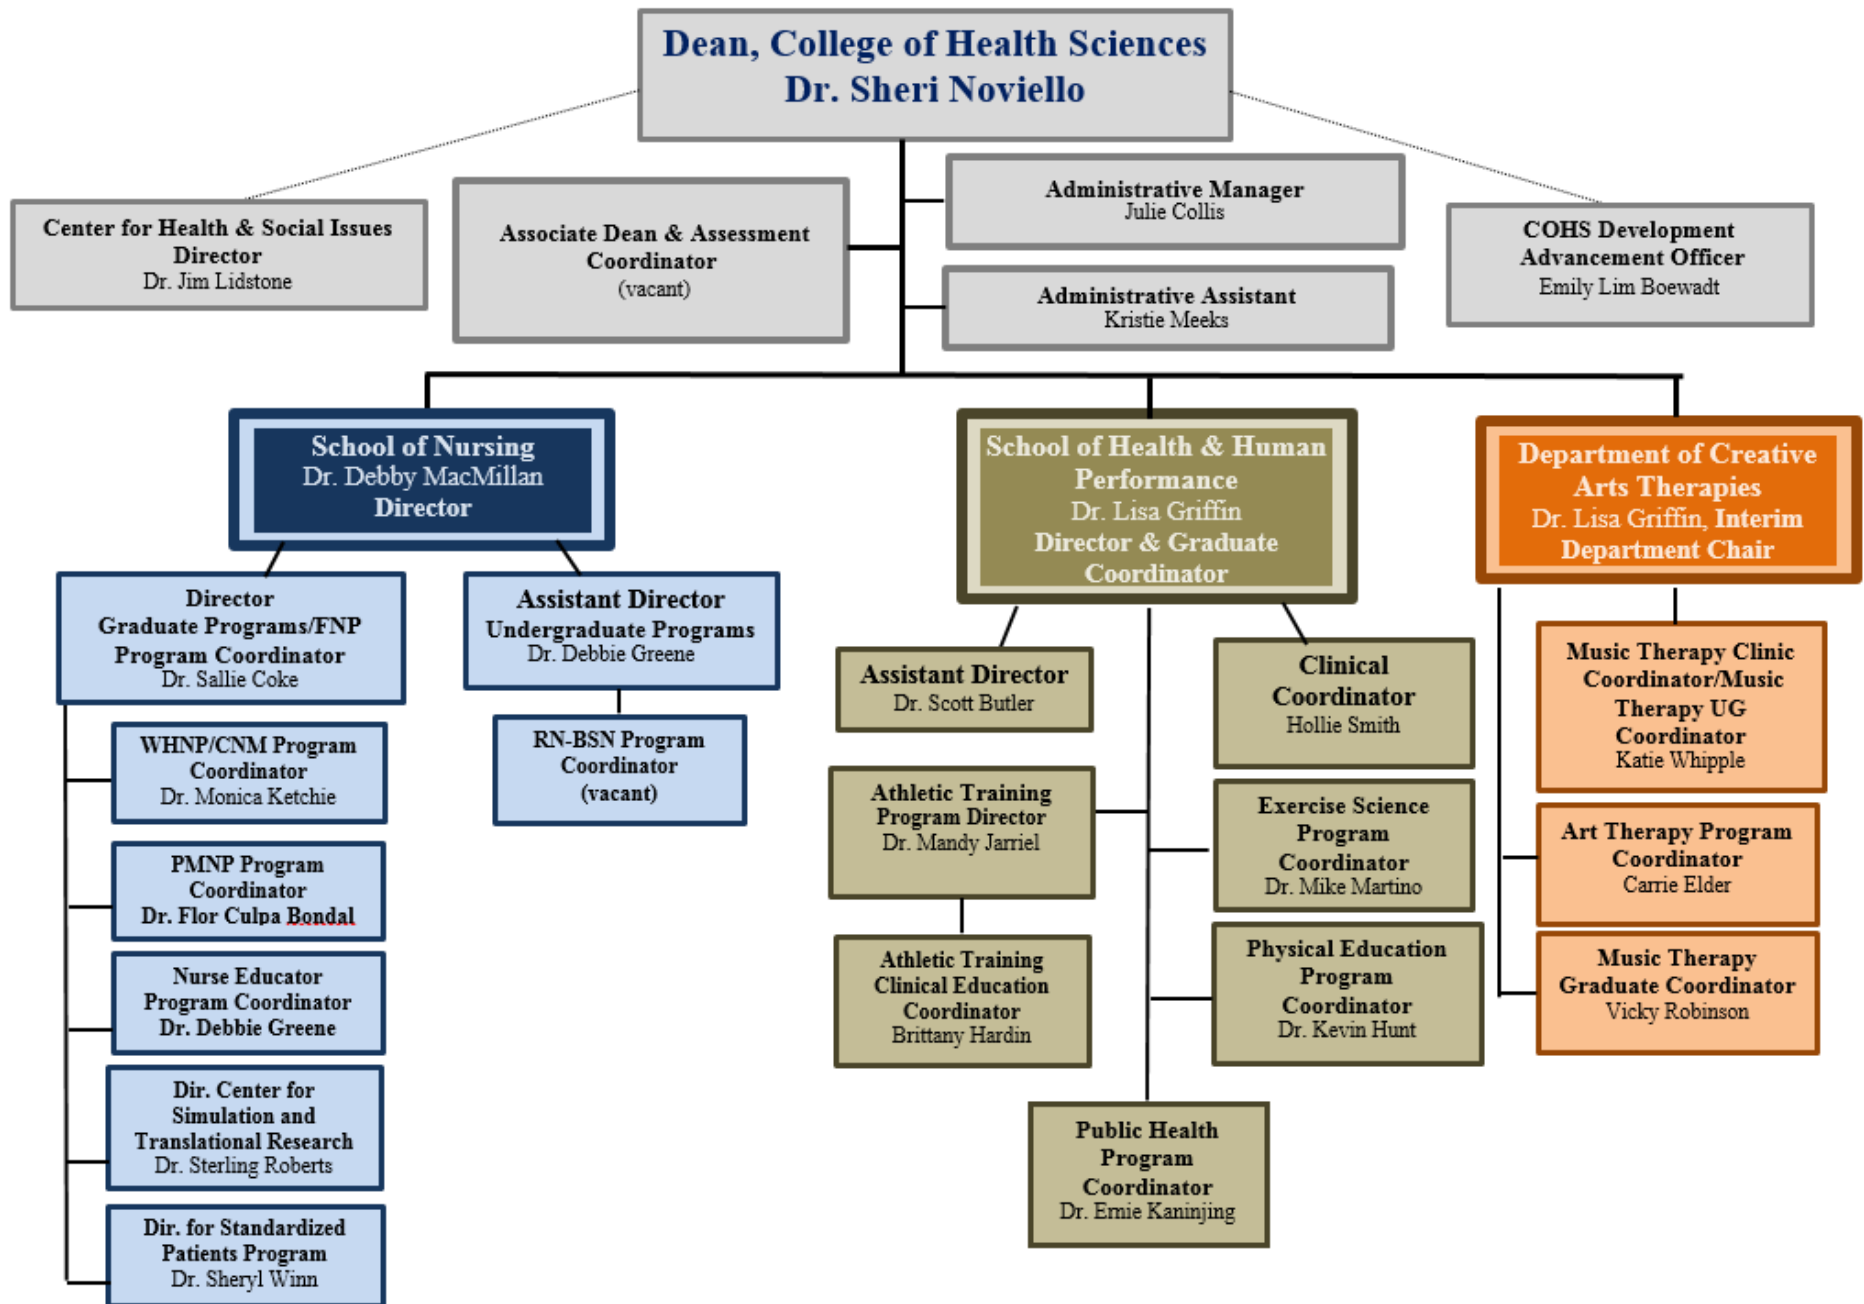 Dean, College of Health Sciences
Dr. Sheri Noviello
Center for Health & Social Issues
Director
Dr. Jim Lidstone
Associate Dean & Assessment
Coordinator
(vacant)
Administrative Manager
Julie Collis
Administrative Assistant
Kristie Meeks
COHS Development
Advancement Officer
Emily Lim Boewadt
School of Nursing
Dr. Debby MacMillan
Director
Director
Graduate Programs/FNP
Program Coordinator
Dr. Sallie Coke
WHNP/CNM Program
Coordinator
Dr. Monica Ketchie
PMNP Program
Coordinator
Dr. Flor Culpa Bondal
Nurse Educator
Program Coordinator
Dr. Debbie Greene
Dir. Center for
Simulation and
Translational Research
Dr. Sterling Roberts
Dir. for Standardized
Patients Program
Dr. Sheryl Winn
Assistant Director
Undergraduate Programs
Dr. Debbie Greene
RN-BSN Program
Coordinator
(vacant)
School of Health & Human
Performance
Dr. Lisa Griffin
Director & Graduate
Coordinator
Assistant Director
Dr. Scott Butler
Clinical
Coordinator
Hollie Smith
Athletic Training
Program Director
Dr. Mandy Jarriel
Athletic Training
Clinical Education
Coordinator
Brittany Hardin
Exercise Science
Program
Coordinator
Dr. Mike Martino
Physical Education
Program
Coordinator
Dr. Kevin Hunt
Public Health
Program
Coordinator
Dr. Ernie Kaninjing
Department of Creative
Arts Therapies
Dr. Lisa Griffin, Interim
Department Chair
Music Therapy Clinic
Coordinator/Music
Therapy UG
Coordinator
Katie Whipple
Art Therapy Program
Coordinator
Carrie Elder
Music Therapy
Graduate Coordinator
Vicky Robinson